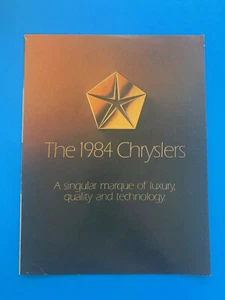 The 1984 Chryslers
A singular marque of luxury,
quality and technology